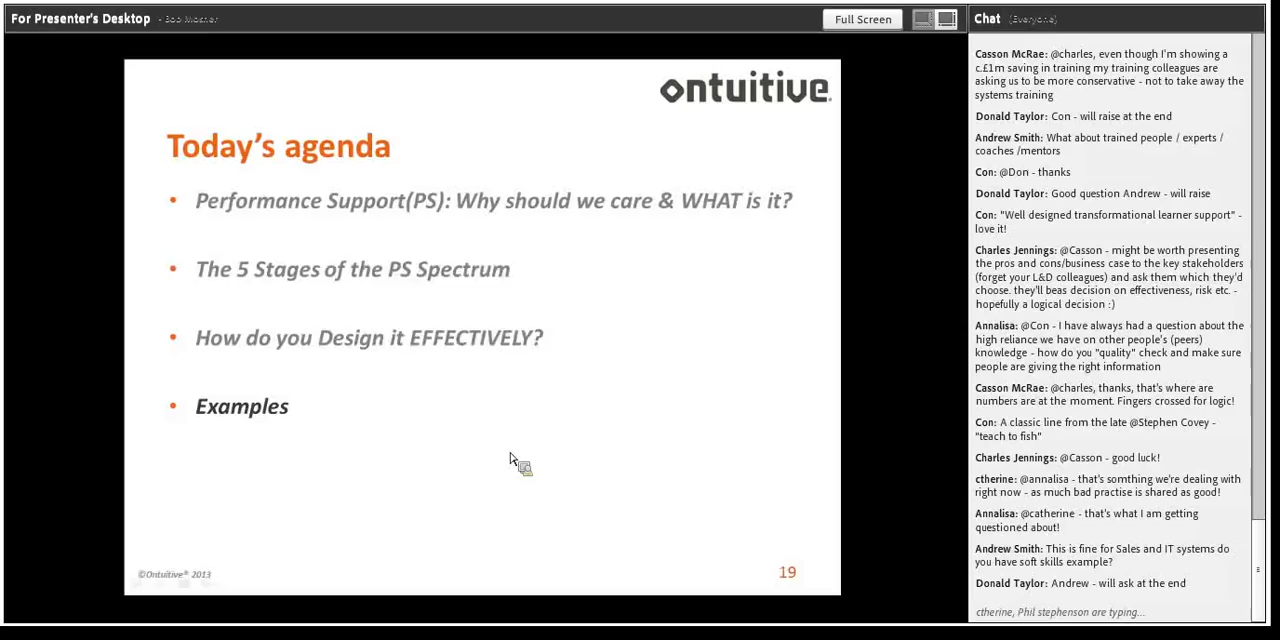 For Presenter's Desktop - Bob Mosher
Full Screen
ontuitive
Today's agenda
• Performance Support(PS): Why should we care & WHAT is it?
• The 5 Stages of the PS Spectrum
• How do you Design it EFFECTIVELY?
• Examples
©Ontuitive® 2013
19
Chat (Everyone)
Casson McRae: @charles, even though I'm showing a
c.£1m saving in training my training colleagues are
asking us to be more conservative - not to take away the
systems training
Donald Taylor: Con - will raise at the end
Andrew Smith: What about trained people / experts /
coaches /mentors
Con: @Don - thanks
Donald Taylor: Good question Andrew - will raise
Con: "Well designed transformational learner support" -
love it!
Charles Jennings: @Casson - might be worth presenting
the pros and cons/business case to the key stakeholders
(forget your L&D colleagues) and ask them which they'd
choose. they'll beas decision on effectiveness, risk etc. -
hopefully a logical decision :)
Annalisa: @Con - I have always had a question about the
high reliance we have on other people's (peers)
knowledge - how do you "quality" check and make sure
people are giving the right information
Casson McRae: @charles, thanks, that's where are
numbers are at the moment. Fingers crossed for logic!
Con: A classic line from the late @Stephen Covey -
"teach to fish"
Charles Jennings: @Casson - good luck!
ctherine: @annalisa - that's somthing we're dealing with
right now - as much bad practise is shared as good!
Annalisa: @catherine - that's what I am getting
questioned about!
Andrew Smith: This is fine for Sales and IT systems do
you have soft skills example?
Donald Taylor: Andrew - will ask at the end
ctherine, Phil stephenson are typing...